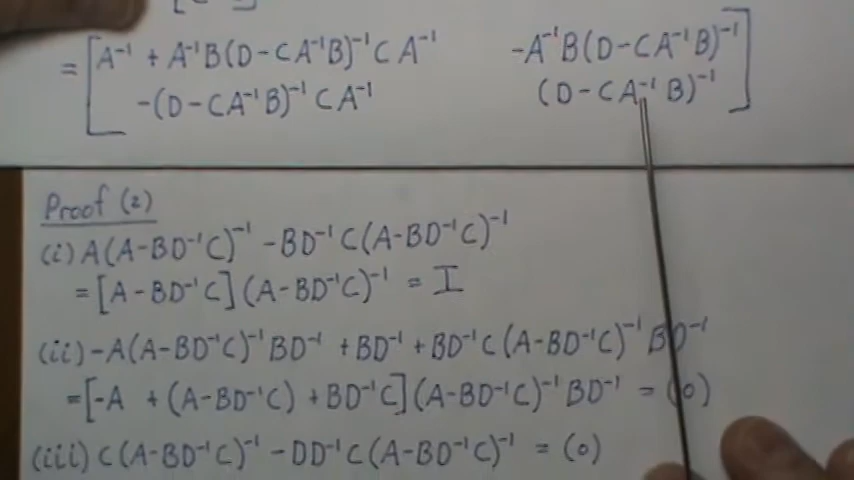 = [ A⁻¹ + A⁻¹B(D-CA⁻¹B)⁻¹CA⁻¹ -A⁻¹B(D-CA⁻¹B)⁻¹ ]
-(D-CA⁻¹B)⁻¹CA⁻¹ (D-CA⁻¹B)⁻¹
Proof (2)
(i) A(A-BD⁻¹C)⁻¹ -BD⁻¹C(A-BD⁻¹C)⁻¹
=[A-BD⁻¹C](A-BD⁻¹C)⁻¹ = I
(ii) -A(A-BD⁻¹C)⁻¹BD⁻¹ +BD⁻¹ +BD⁻¹C(A-BD⁻¹C)⁻¹BD⁻¹
=[-A +(A-BD⁻¹C) +BD⁻¹C](A-BD⁻¹C)⁻¹BD⁻¹ = (0)
(iii) C(A-BD⁻¹C)⁻¹ -DD⁻¹C(A-BD⁻¹C)⁻¹ = (0)